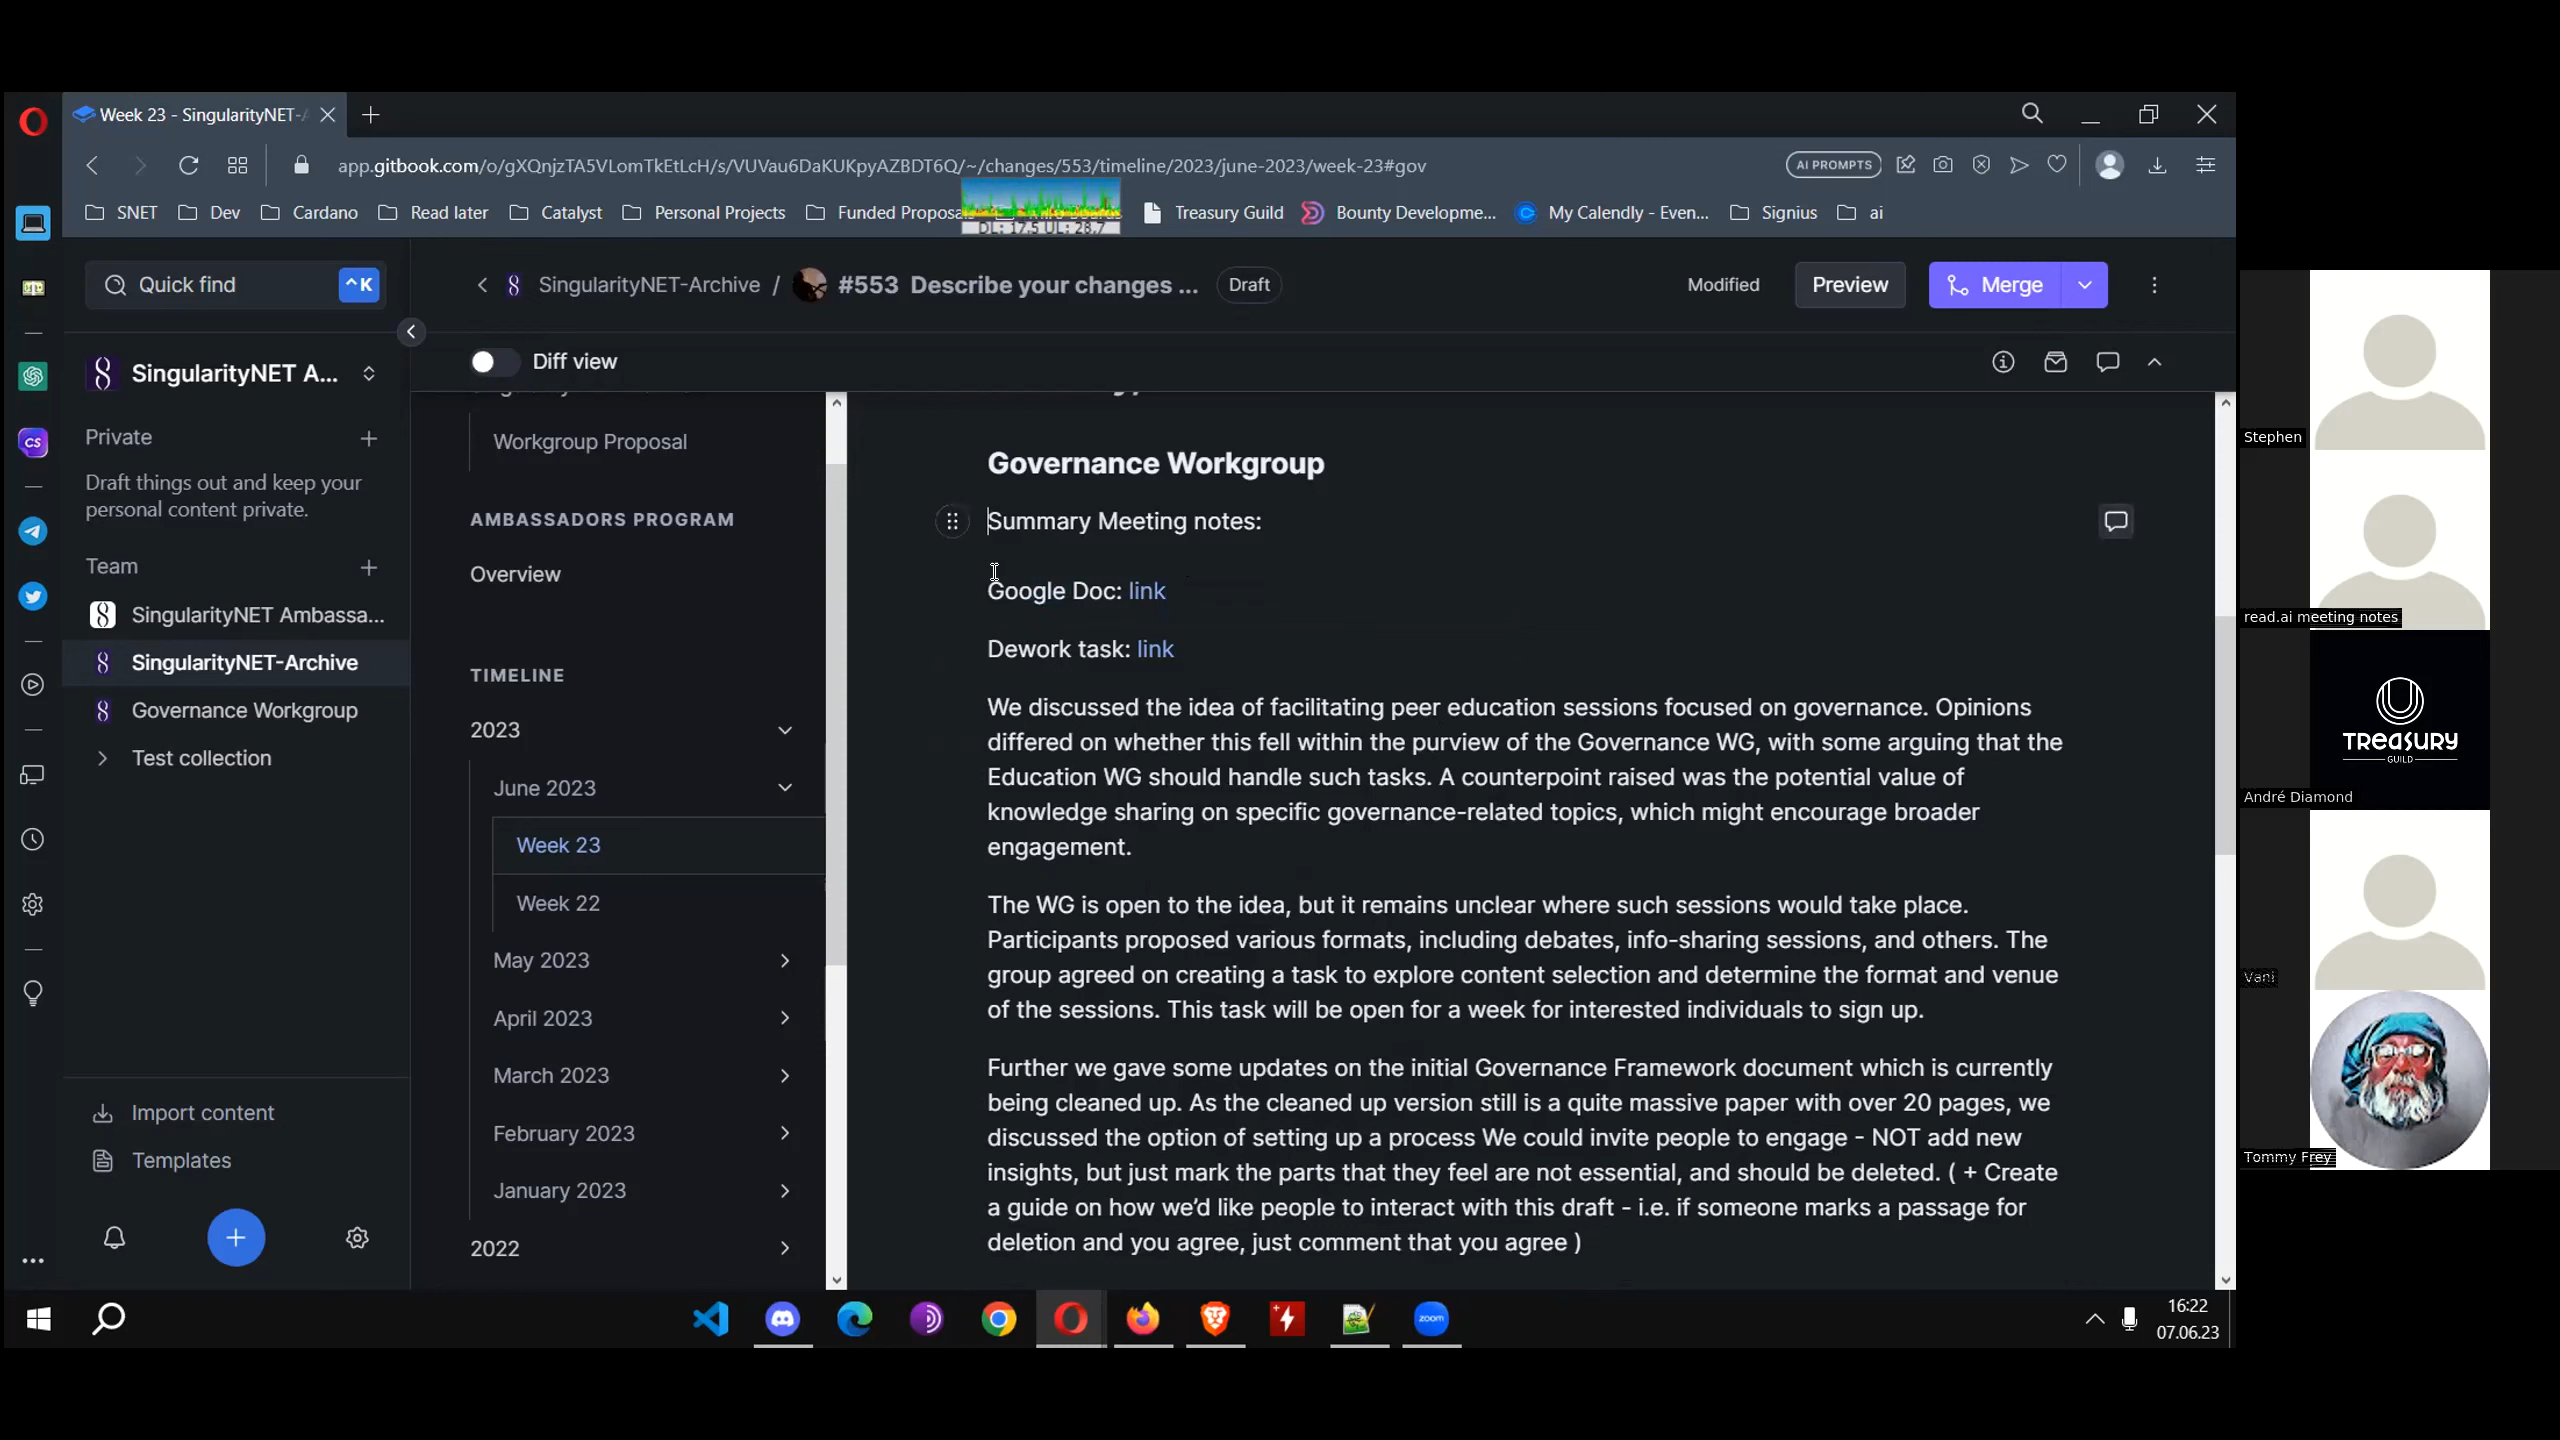 Week 23 - SingularityNET-A
app.gitbook.com/o/gXQnjzTA5VLomTkEtLcH/s/VUVau6DaKUKpyAZBDT6Q/~/changes/553/timeline/2023/june-2023/week-23#gov
AI PROMPTS
SNET
Dev
Cardano
Read later
Catalyst
Personal Projects
Funded Proposa
DL: 17.5 UL: 28.7
Treasury Guild
Bounty Developme...
My Calendly - Even...
Signius
ai
Quick find
^K
SingularityNET-Archive / #553 Describe your changes ...
Draft
Modified
Preview
Merge
Diff view
SingularityNET A...
Private
Draft things out and keep your
personal content private.
Team
SingularityNET Ambassa...
SingularityNET-Archive
Governance Workgroup
Test collection
Import content
Templates
Workgroup Proposal
AMBASSADORS PROGRAM
Overview
TIMELINE
2023
June 2023
Week 23
Week 22
May 2023
April 2023
March 2023
February 2023
January 2023
2022
Governance Workgroup
Summary Meeting notes:
Google Doc: link
Dework task: link
We discussed the idea of facilitating peer education sessions focused on governance. Opinions
differed on whether this fell within the purview of the Governance WG, with some arguing that the
Education WG should handle such tasks. A counterpoint raised was the potential value of
knowledge sharing on specific governance-related topics, which might encourage broader
engagement.
The WG is open to the idea, but it remains unclear where such sessions would take place.
Participants proposed various formats, including debates, info-sharing sessions, and others. The
group agreed on creating a task to explore content selection and determine the format and venue
of the sessions. This task will be open for a week for interested individuals to sign up.
Further we gave some updates on the initial Governance Framework document which is currently
being cleaned up. As the cleaned up version still is a quite massive paper with over 20 pages, we
discussed the option of setting up a process We could invite people to engage - NOT add new
insights, but just mark the parts that they feel are not essential, and should be deleted. ( + Create
a guide on how we’d like people to interact with this draft - i.e. if someone marks a passage for
deletion and you agree, just comment that you agree )
Stephen
read.ai meeting notes
TREASURY
GUILD
André Diamond
Vani
Tommy Frey
CS
zoom
16:22
07.06.23